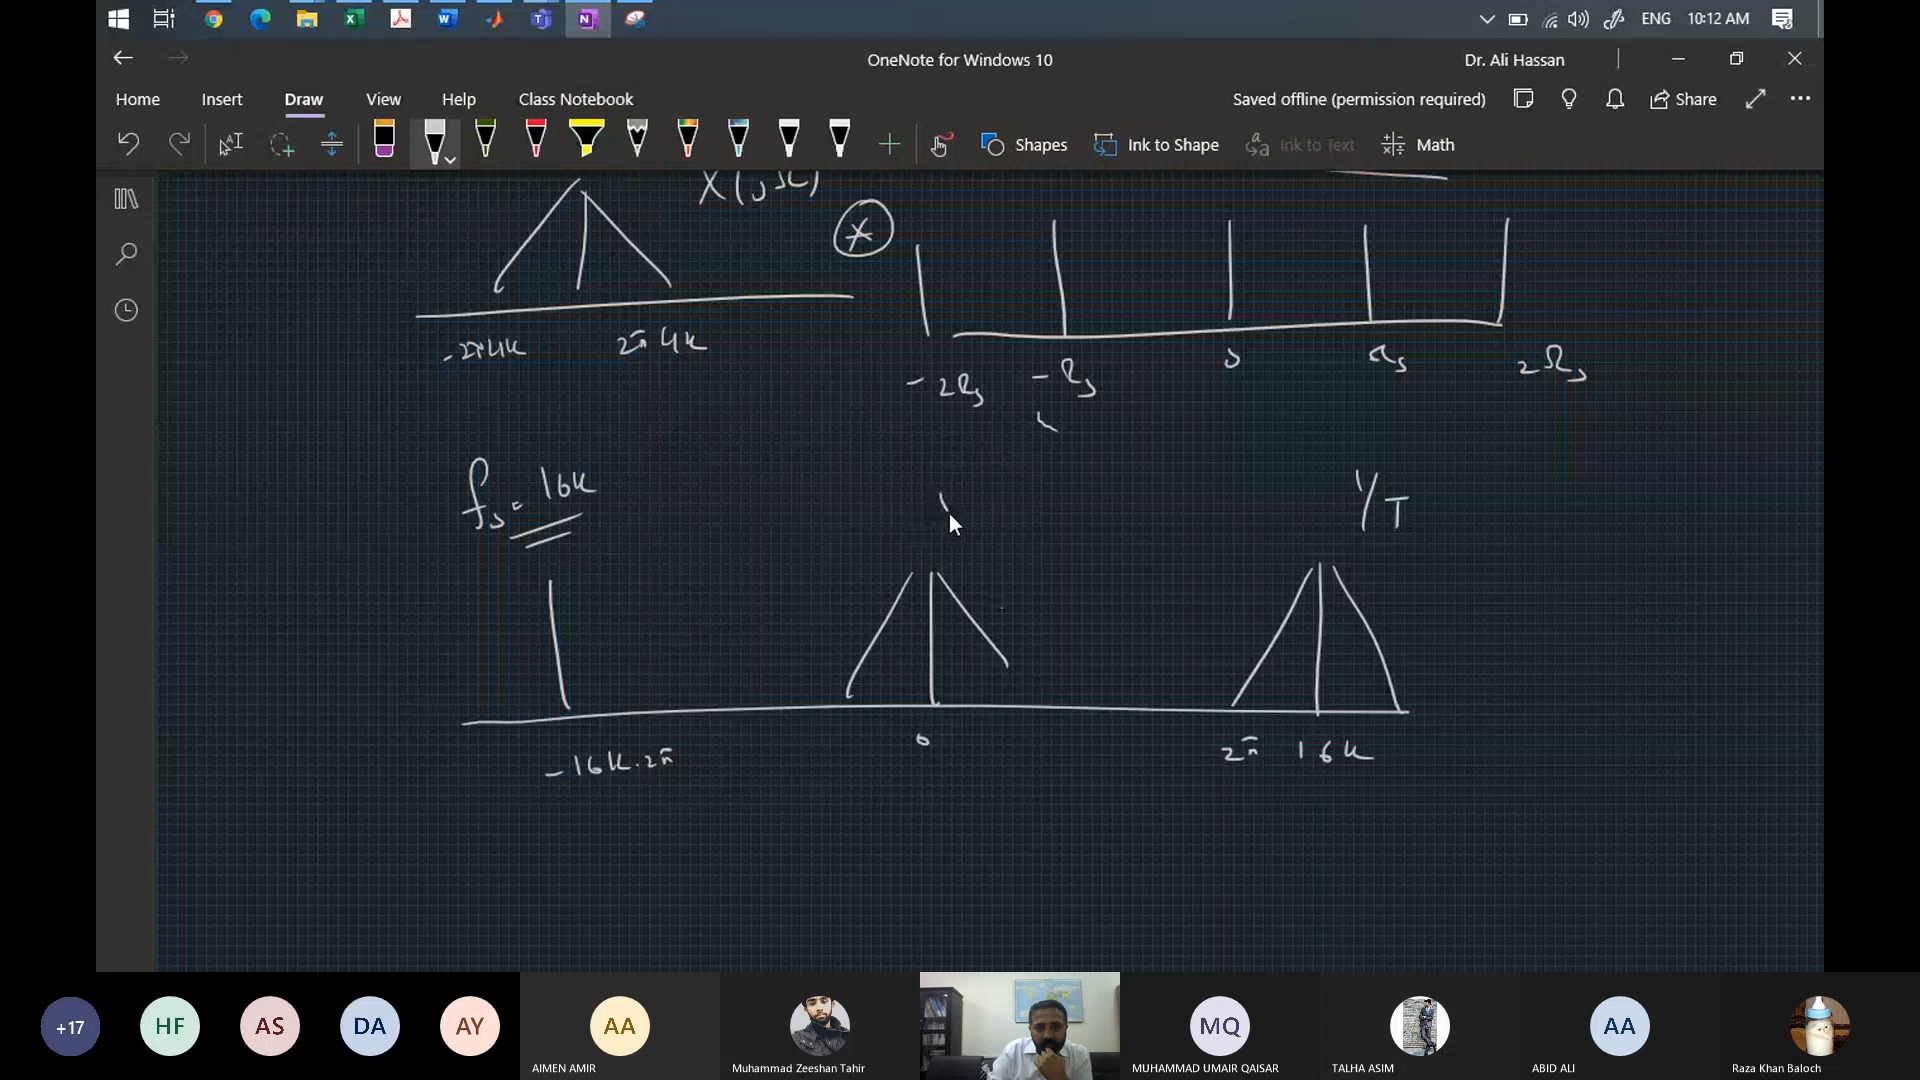 ENG 10:12 AM
OneNote for Windows 10
Dr. Ali Hassan
Home Insert Draw View Help Class Notebook
Saved offline (permission required) Share
Shapes Ink to Shape Ink to Text Math
X(jΩ)
-2π4k 2π4k
-2Ωs -Ωs 0 Ωs 2Ωs
fs = 16k
1/T
-16k.2π 0 2π 16k
+17 HF AS DA AY AA MQ AA
AIMEN AMIR Muhammad Zeeshan Tahir MUHAMMAD UMAIR QAISAR TALHA ASIM ABID ALI Raza Khan Baloch